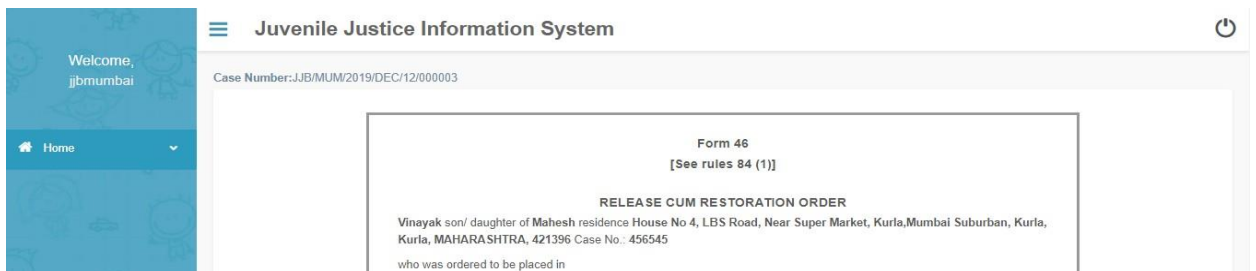 Juvenile Justice Information System
Welcome,
jjbmumbai
Case Number:JJB/MUM/2019/DEC/12/000003
Home
Form 46
[See rules 84 (1)]
RELEASE CUM RESTORATION ORDER
Vinayak son/ daughter of Mahesh residence House No 4, LBS Road, Near Super Market, Kurla,Mumbai Suburban, Kurla,
Kurla, MAHARASHTRA, 421396 Case No.: 456545
who was ordered to be placed in